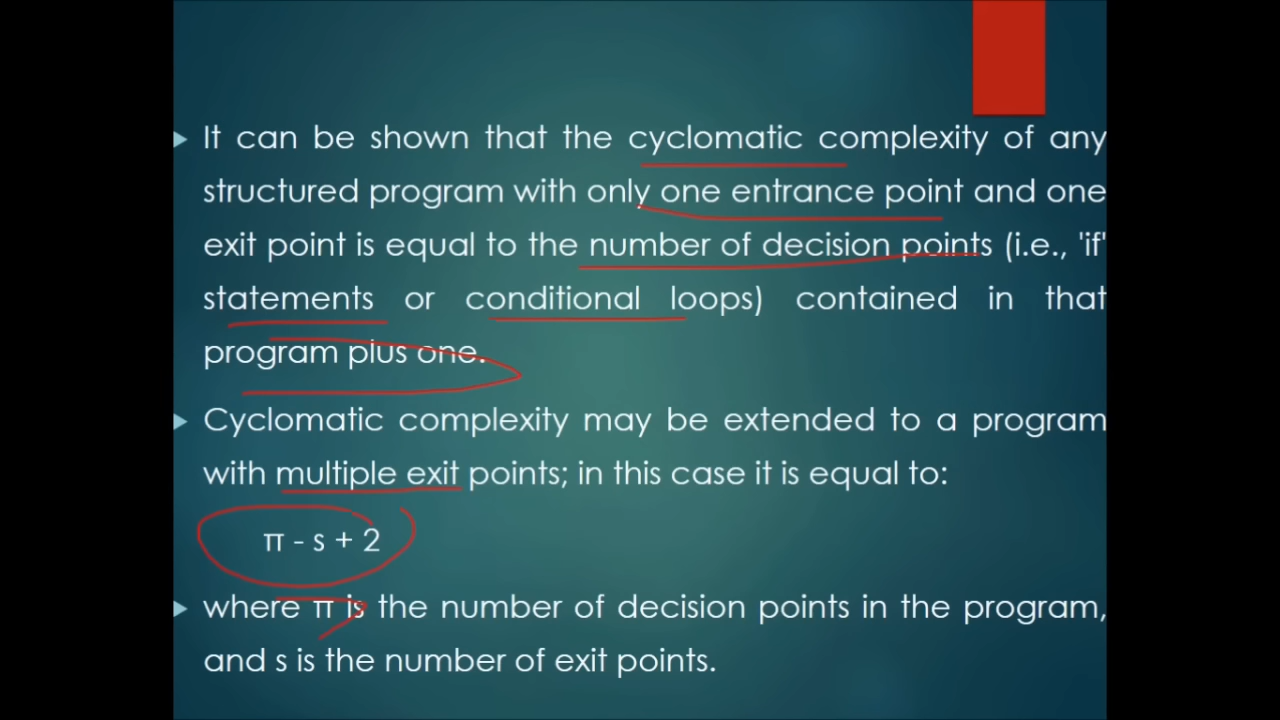 It can be shown that the cyclomatic complexity of any
structured program with only one entrance point and one
exit point is equal to the number of decision points (i.e., 'if'
statements or conditional loops) contained in that
program plus one.
Cyclomatic complexity may be extended to a program
with multiple exit points; in this case it is equal to:
π - s + 2
where π is the number of decision points in the program,
and s is the number of exit points.